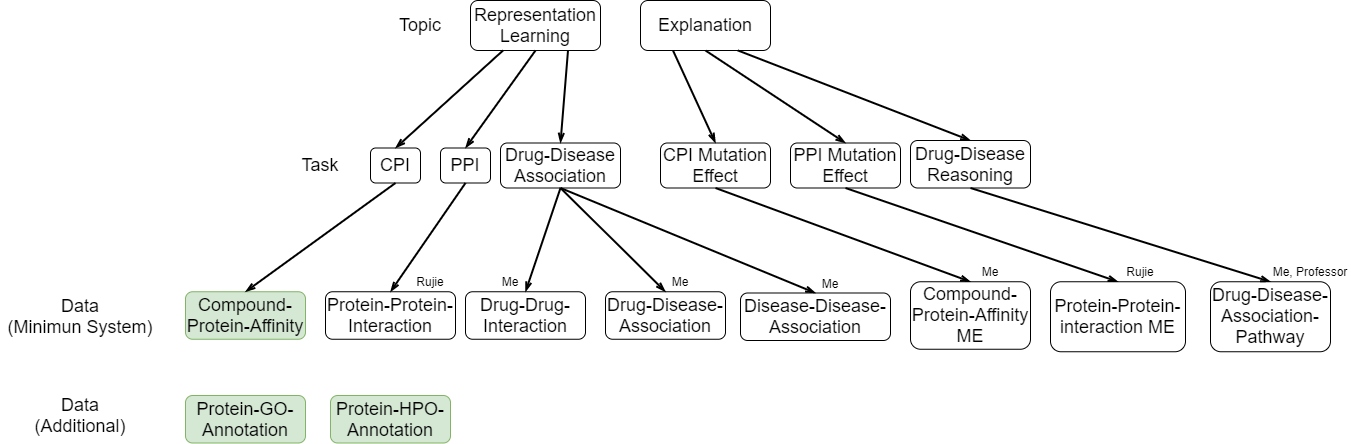 Topic
Representation
Learning
Explanation
Task
CPI
PPI
Drug-Disease
Association
CPI Mutation
Effect
PPI Mutation
Effect
Drug-Disease
Reasoning
Data
(Minimun System)
Compound-
Protein-Affinity
Rujie
Protein-Protein-
Interaction
Me
Drug-Drug-
Interaction
Me
Drug-Disease-
Association
Me
Disease-Disease-
Association
Me
Compound-
Protein-Affinity
ME
Rujie
Protein-Protein-
interaction ME
Me, Professor
Drug-Disease-
Association-
Pathway
Data
(Additional)
Protein-GO-
Annotation
Protein-HPO-
Annotation